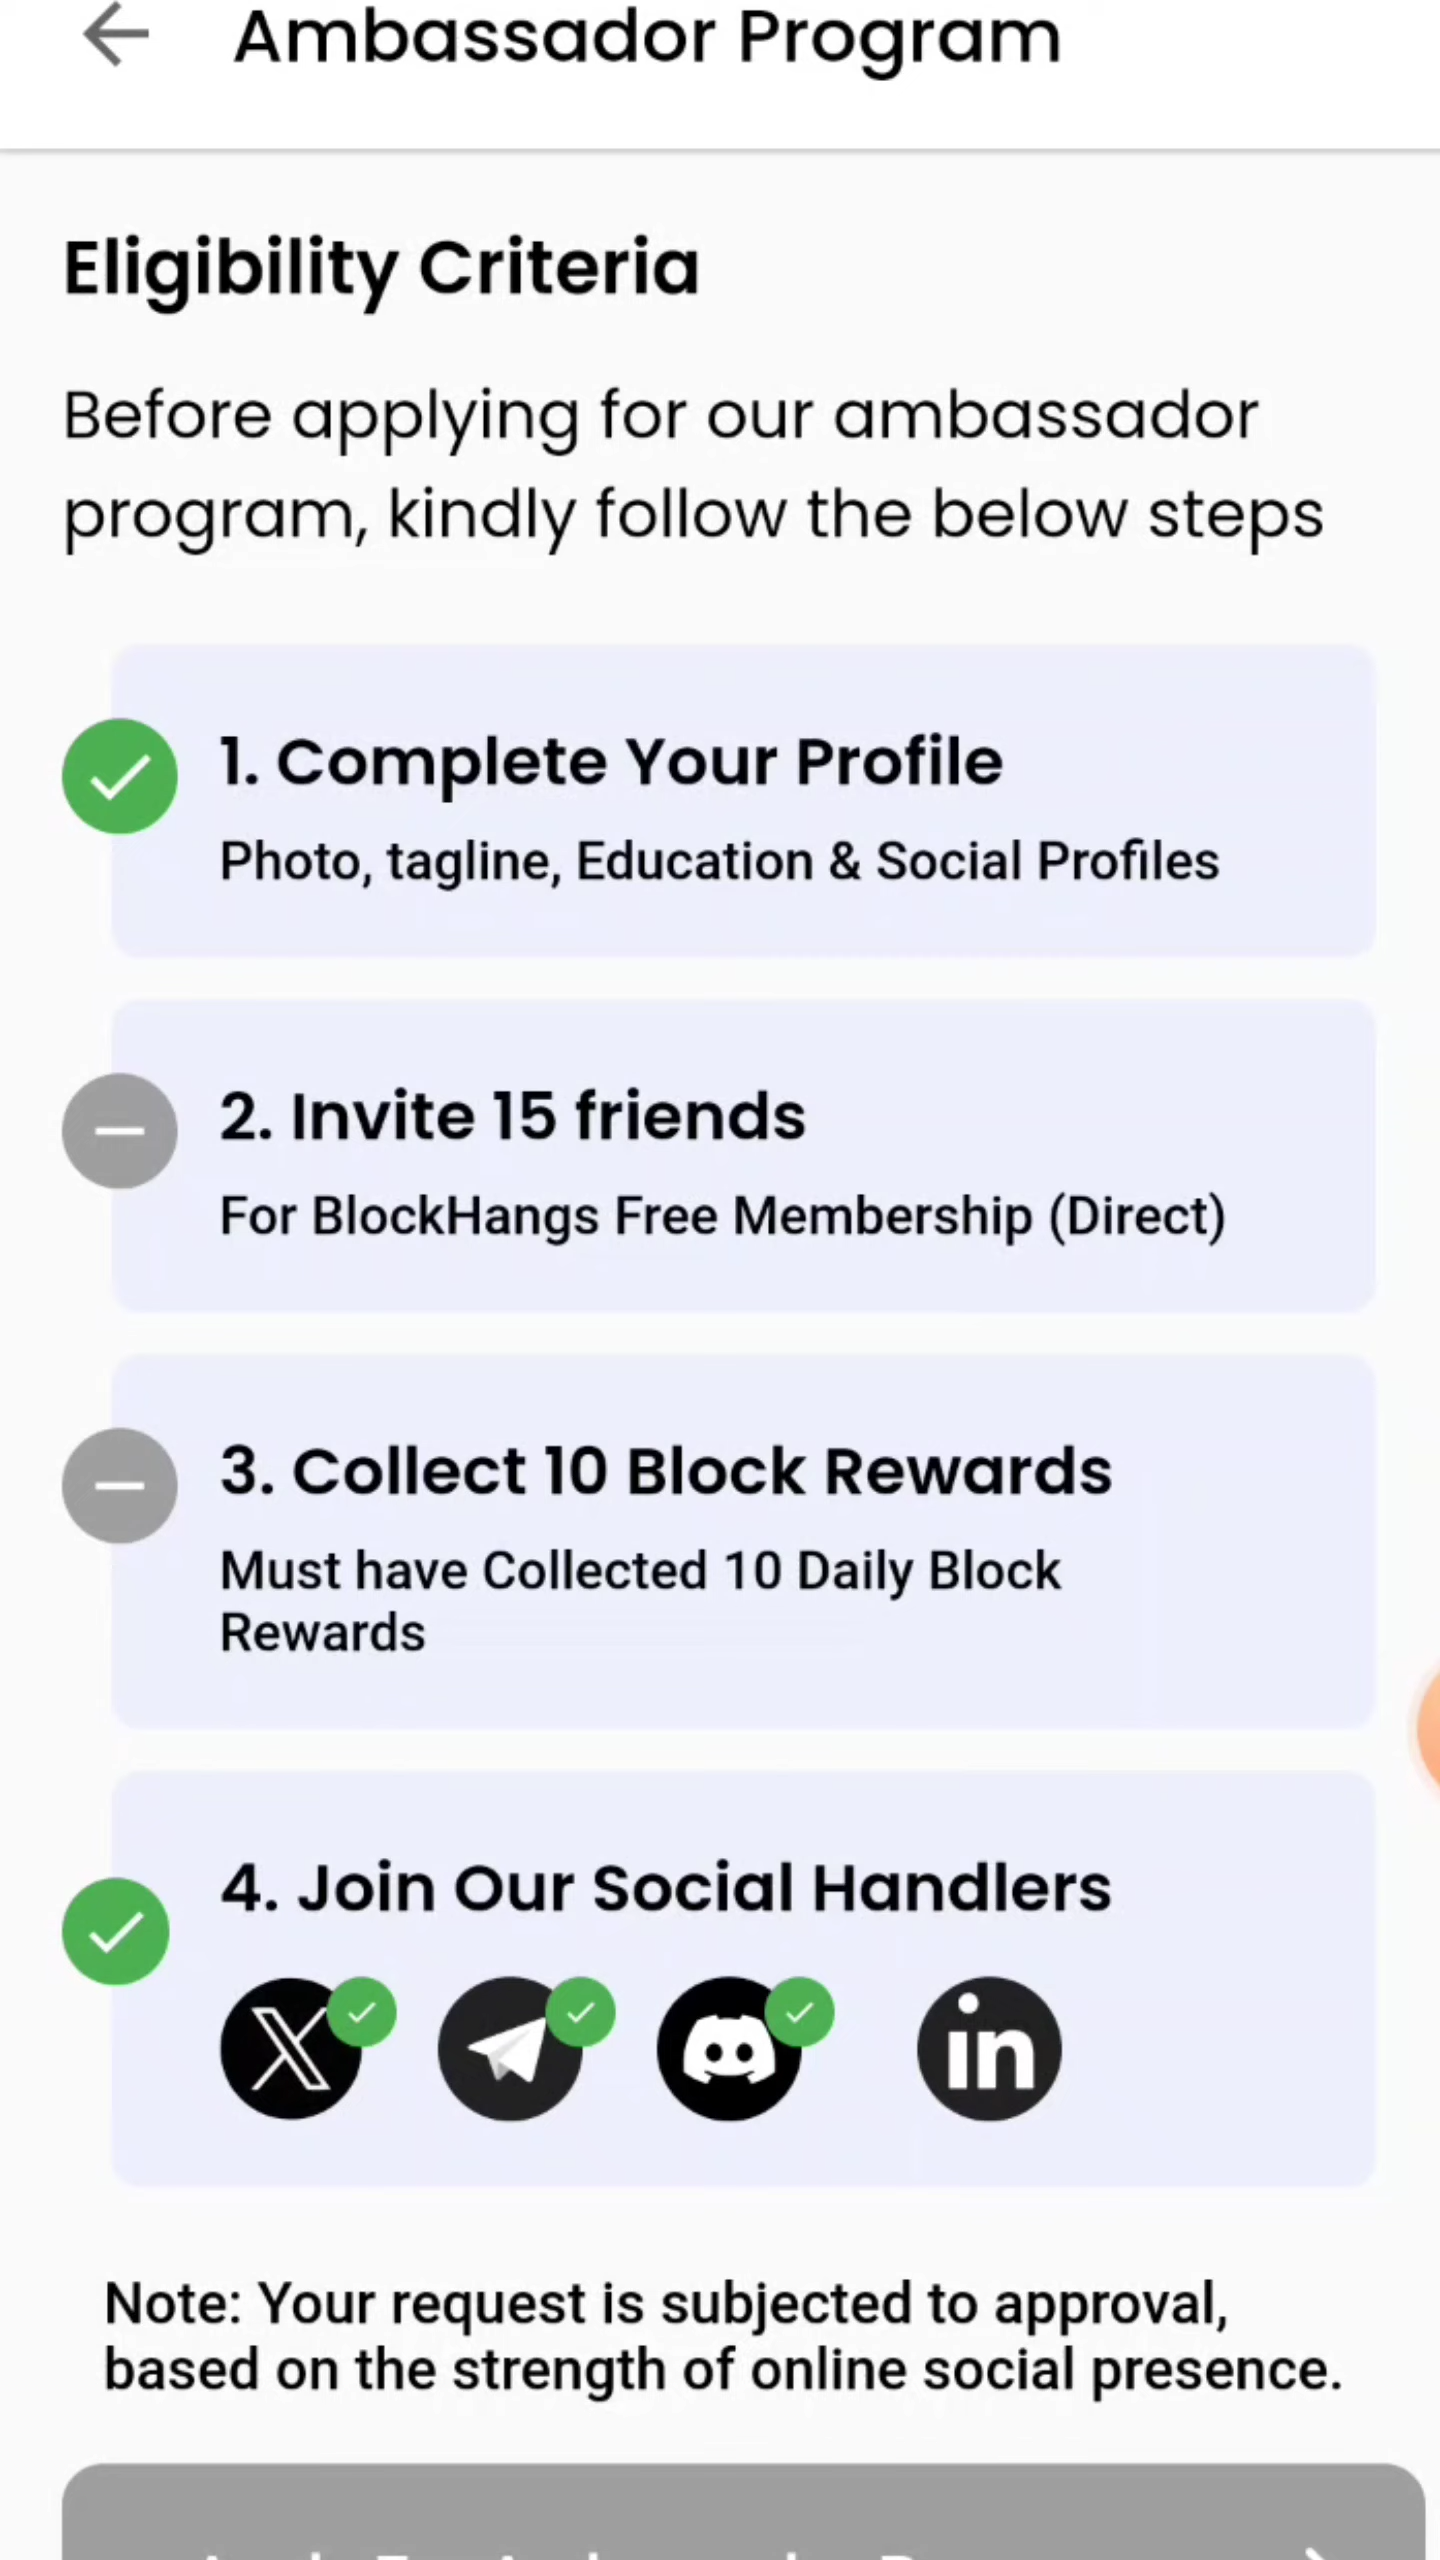 Ambassador Program
Eligibility Criteria
Before applying for our ambassador
program, kindly follow the below steps
1. Complete Your Profile
Photo, tagline, Education & Social Profiles
2. Invite 15 friends
For BlockHangs Free Membership (Direct)
3. Collect 10 Block Rewards
Must have Collected 10 Daily Block
Rewards
4. Join Our Social Handlers
in
Note: Your request is subjected to approval,
based on the strength of online social presence.